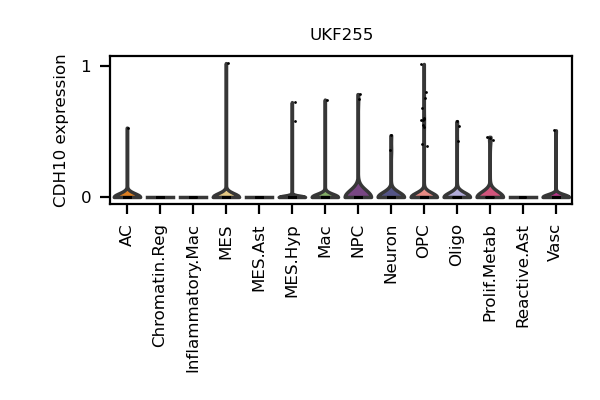 UKF255
CDH10 expression
1
0
AC
Chromatin.Reg
Inflammatory.Mac
MES
MES.Ast
MES.Hyp
Mac
NPC
Neuron
OPC
Oligo
Prolif.Metab
Reactive.Ast
Vasc